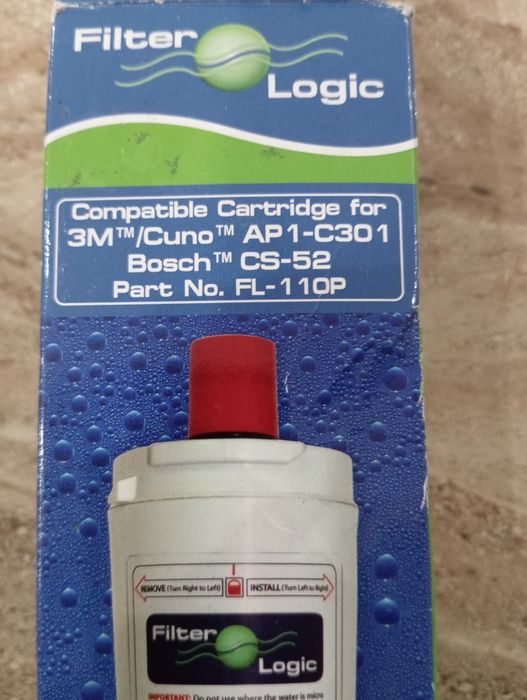 Filter
Logic
Compatible Cartridge for
3M™/Cuno™ AP1-C301
Bosch™ CS-52
Part No. FL-110P
REMOVE (Turn Right to Left)
INSTALL (Turn Left to Right)
Filter
Logic
IMPORTANT: Do not use where the water is micro